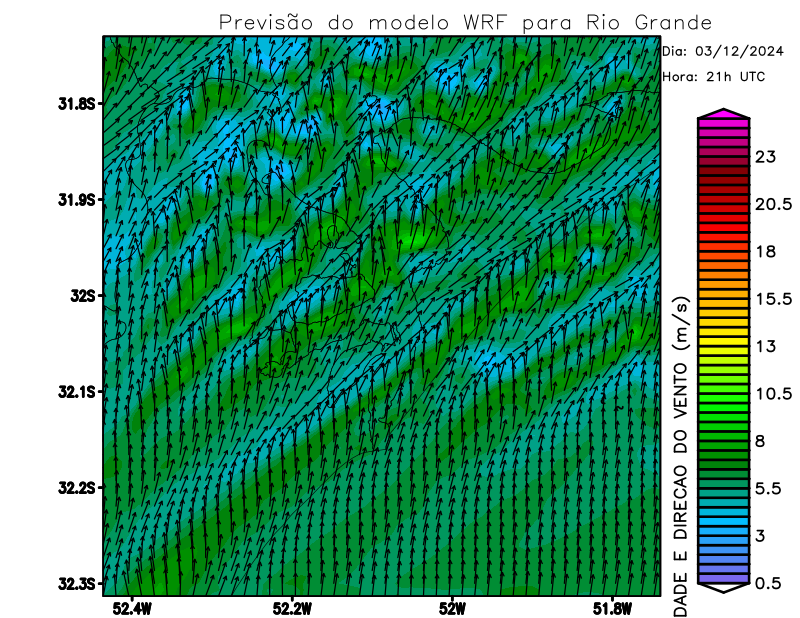 Previsão do modelo WRF para Rio Grande
Dia: 03/12/2024
Hora: 21h UTC
31.8S
31.9S
32S
32.1S
32.2S
32.3S
52.4W
52.2W
52W
51.8W
23
20.5
18
15.5
13
10.5
8
5.5
3
0.5
DADE E DIRECAO DO VENTO (m/s)